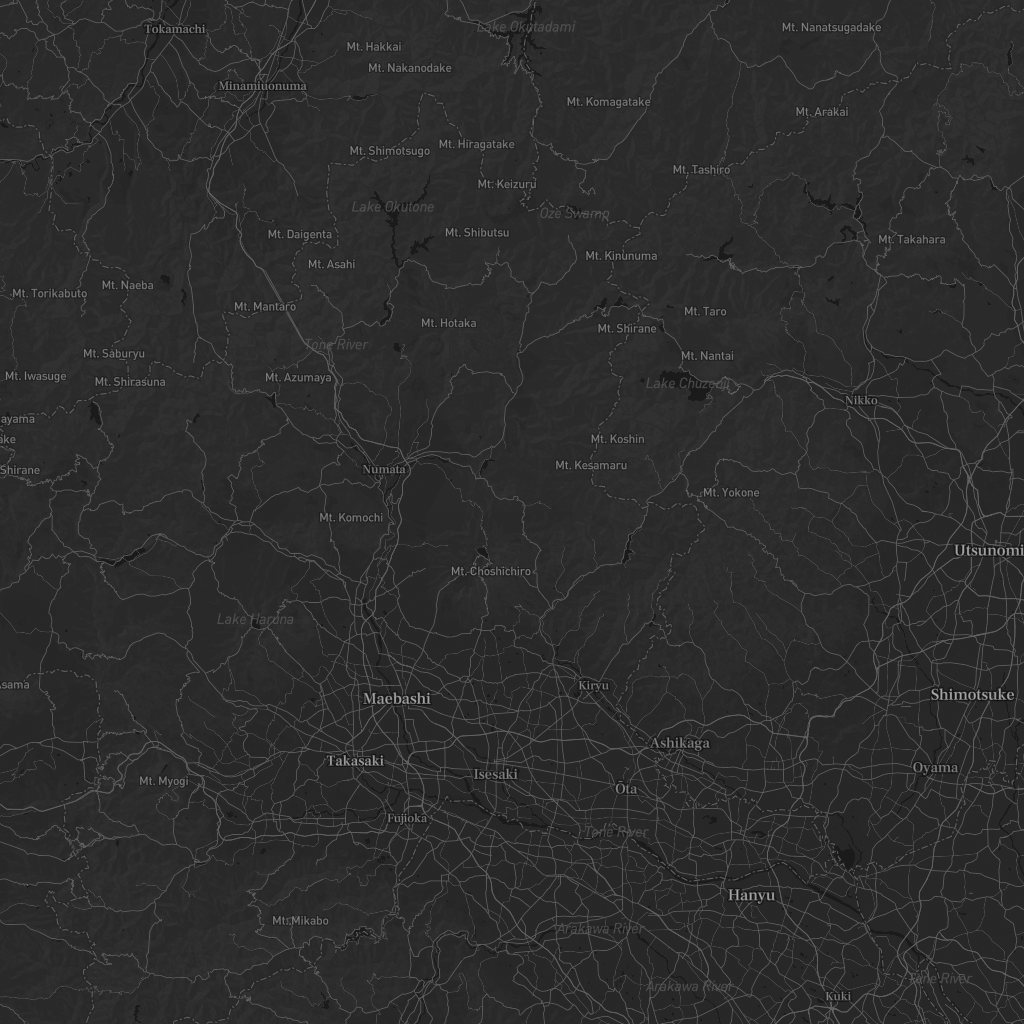 Lake Okutadami
Mt. Nanatsugadake
Tokamachi
Mt. Hakkai
Mt. Nakanodake
Minamiuonuma
Mt. Komagatake
Mt. Arakai
Mt. Shimotsugo
Mt. Hiragatake
Mt. Tashiro
Mt. Keizuru
Lake Okutone
Oze Swamp
Mt. Daigenta
Mt. Shibutsu
Mt. Takahara
Mt. Kinunuma
Mt. Asahi
Mt. Naeba
Mt. Torikabuto
Mt. Mantaro
Mt. Taro
Mt. Hotaka
Mt. Shirane
Tone River
Mt. Saburyu
Mt. Nantai
Mt. Iwasuge
Mt. Shirasuna
Mt. Azumaya
Lake Chuzenji
Nikko
ayama
ake
Mt. Koshin
Shirane
Numata
Mt. Kesamaru
Mt. Yokone
Mt. Komochi
Utsunomi
Mt. Choshichiro
Lake Haruna
Asama
Kiryu
Maebashi
Shimotsuke
Ashikaga
Takasaki
Isesaki
Oyama
Mt. Myogi
Ōta
Fujioka
Tone River
Hanyu
Mt. Mikabo
Arakawa River
Tone River
Arakawa River
Kuki